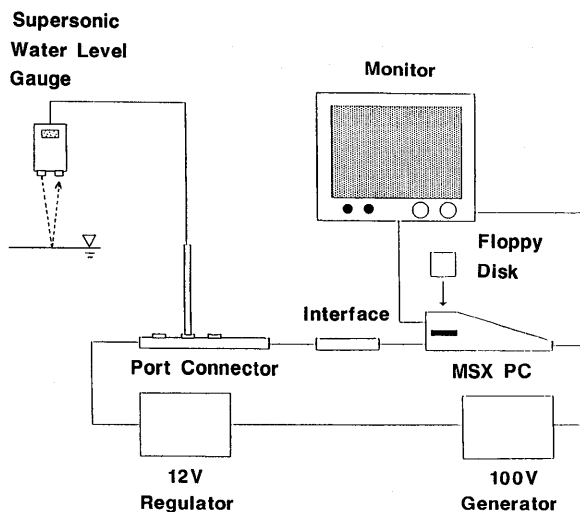 Supersonic
Water Level
Gauge
Monitor
Floppy
Disk
Interface
Port Connector
MSX PC
12V
Regulator
100V
Generator